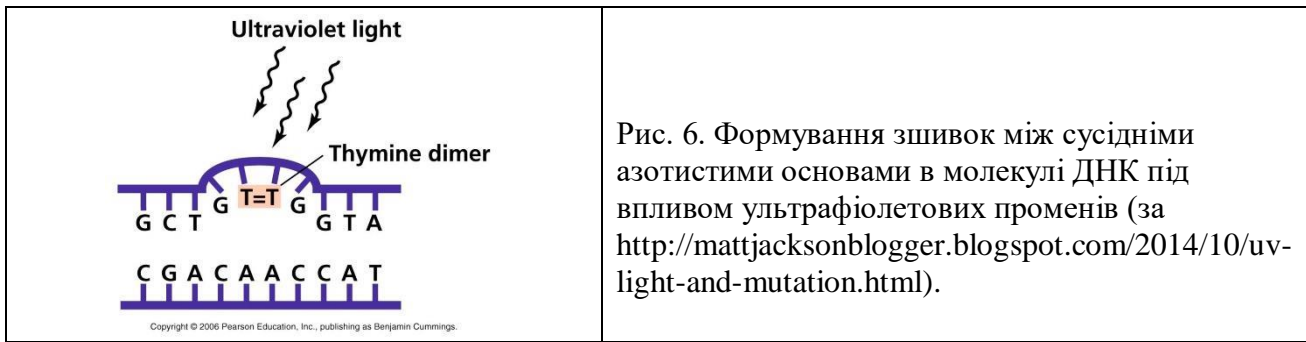 Ultraviolet light
Thymine dimer
G C T G T=T G G T A
C G A C A A C C A T
Copyright © 2006 Pearson Education, Inc., publishing as Benjamin Cummings.
Рис. 6. Формування зшивок між сусідніми
азотистими основами в молекулі ДНК під
впливом ультрафіолетових променів (за
http://mattjacksonblogger.blogspot.com/2014/10/uv-
light-and-mutation.html).